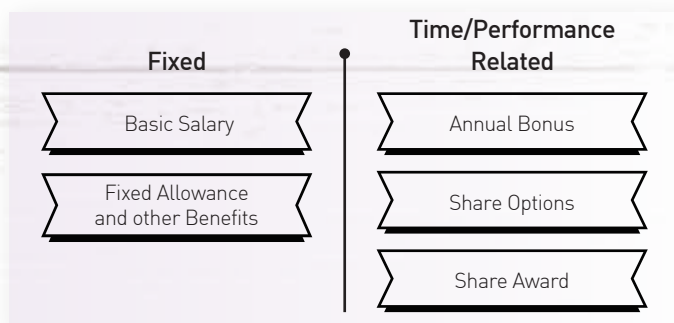 Fixed
Basic Salary
Fixed Allowance
and other Benefits
Time/Performance
Related
Annual Bonus
Share Options
Share Award